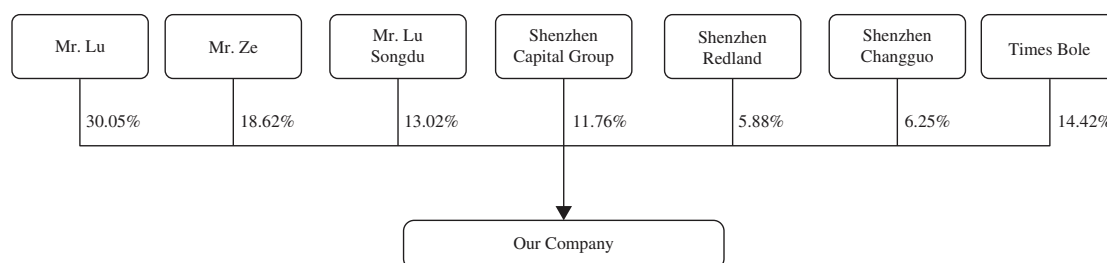 Mr. Lu
Mr. Ze
Mr. Lu
Songdu
Shenzhen
Capital Group
Shenzhen
Redland
Shenzhen
Changguo
Times Bole
30.05%
18.62%
13.02%
11.76%
5.88%
6.25%
14.42%
Our Company